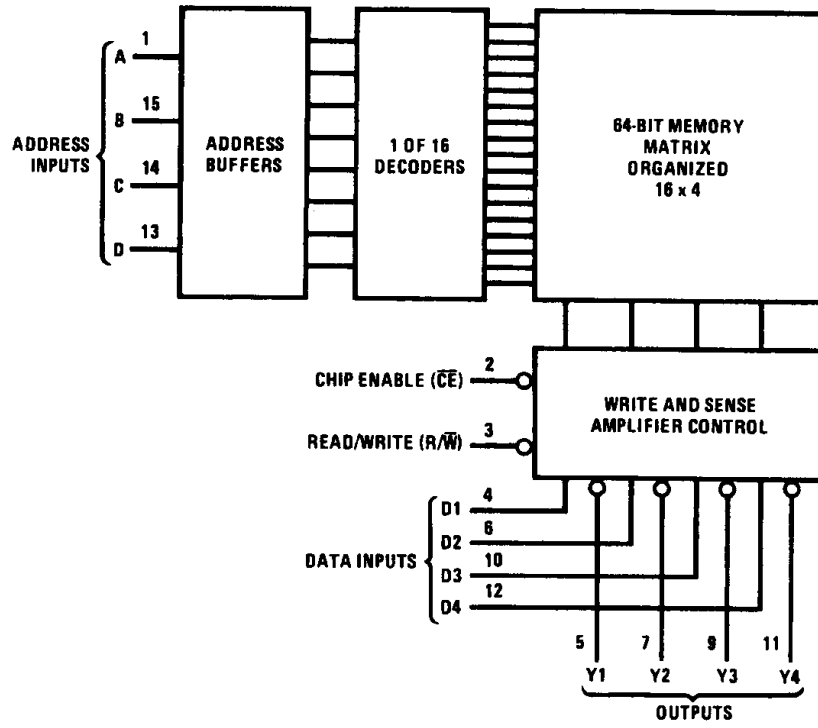 ADDRESS
INPUTS
A 1
B 15
C 14
D 13
ADDRESS
BUFFERS
1 OF 16
DECODERS
64-BIT MEMORY
MATRIX
ORGANIZED
16 x 4
CHIP ENABLE (C̅E̅) 2
READ/WRITE (R/W̅) 3
WRITE AND SENSE
AMPLIFIER CONTROL
DATA INPUTS
D1 4
D2 6
D3 10
D4 12
5 7 9 11
Y1 Y2 Y3 Y4
OUTPUTS